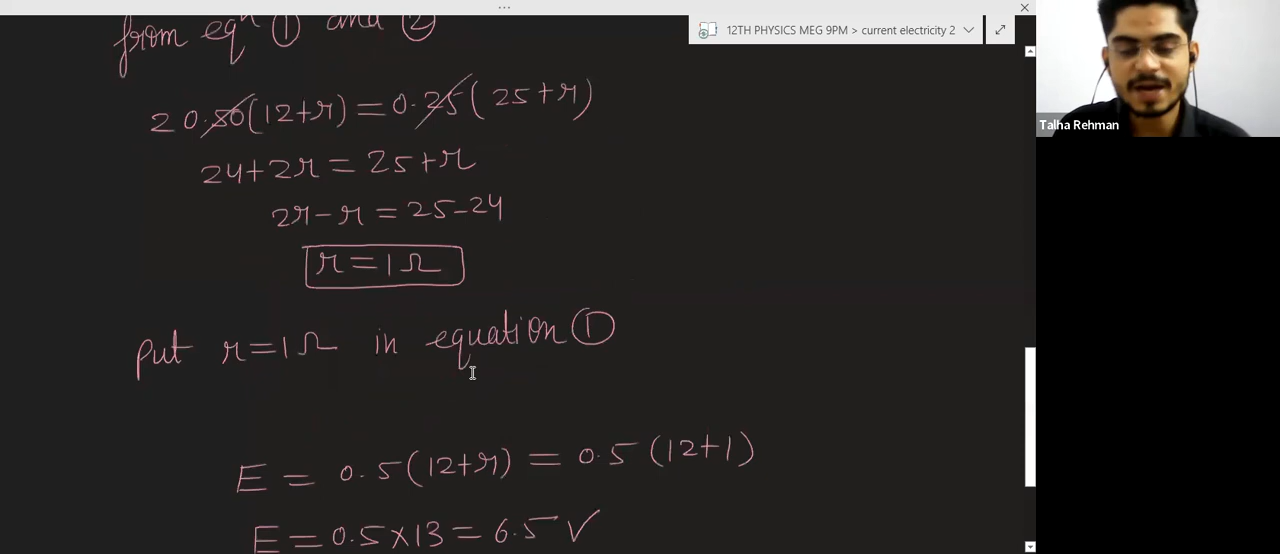 12TH PHYSICS MEG 9PM > current electricity 2
Talha Rehman
from eqⁿ ① and ②
2 0.50(12+r) = 0.25(25+r)
24+2r = 25+r
2r-r = 25-24
r=1Ω
put r=1Ω in equation ①
E = 0.5(12+r) = 0.5(12+1)
E = 0.5×13 = 6.5 V